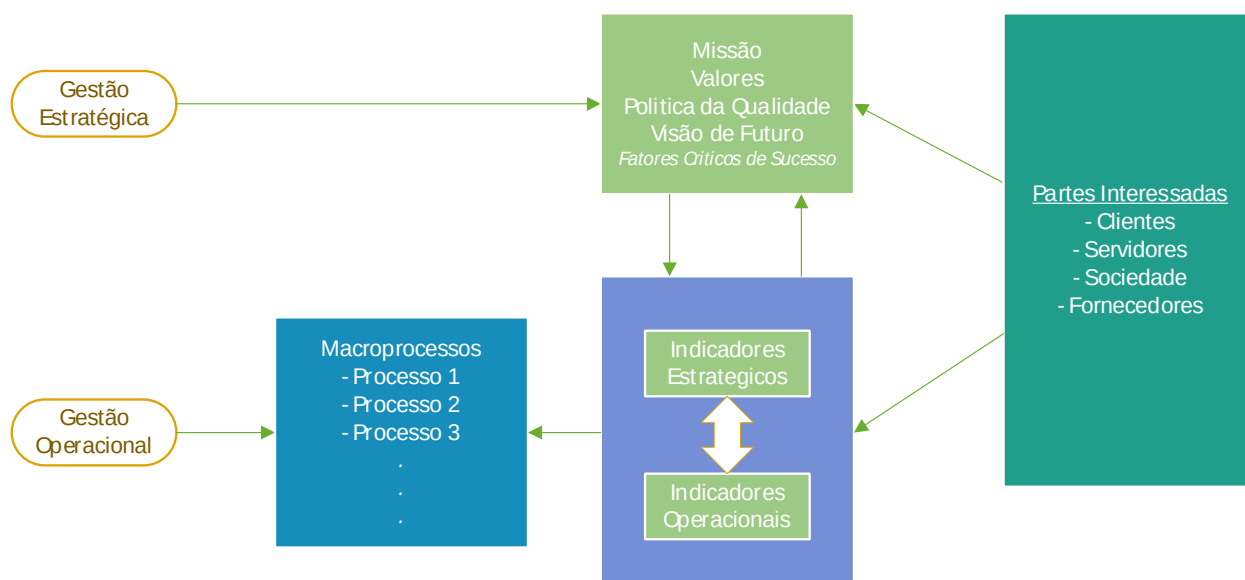 Gestão
Estratégica
Missão
Valores
Politica da Qualidade
Visão de Futuro
Fatores Criticos de Sucesso
Partes Interessadas
- Clientes
- Servidores
- Sociedade
- Fornecedores
Gestão
Operacional
Macroprocessos
- Processo 1
- Processo 2
- Processo 3
.
.
.
Indicadores
Estrategicos
Indicadores
Operacionais